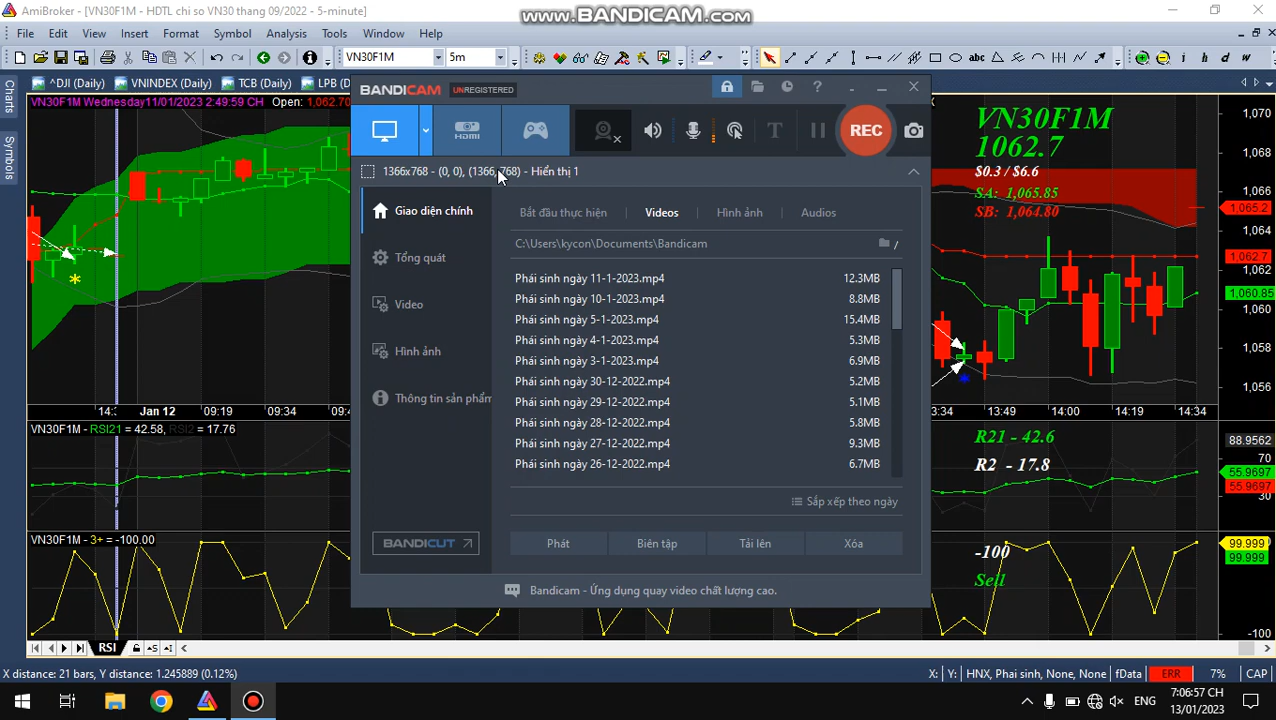 AmiBroker - [VN30F1M - HDTL chi so VN30 thang 09/2022 - 5-minute]
www.BANDICAM.com
File Edit View Insert Format Symbol Analysis Tools Window Help
VN30F1M 5m
^DJI (Daily) VNINDEX (Daily) TCB (Daily) LPB (D
Charts
Symbols
VN30F1M Wednesday11/01/2023 2:49:59 CH Open: 1,062.70
BANDICAM UNREGISTERED
HDMI
REC
1366x768 - (0, 0), (1366, 768) - Hiển thị 1
Giao diện chính
Tổng quát
Video
Hình ảnh
Thông tin sản phẩm
BANDICUT
Bắt đầu thực hiện Videos Hình ảnh Audios
C:\Users\kycon\Documents\Bandicam
Phái sinh ngày 11-1-2023.mp4 12.3MB
Phái sinh ngày 10-1-2023.mp4 8.8MB
Phái sinh ngày 5-1-2023.mp4 15.4MB
Phái sinh ngày 4-1-2023.mp4 5.3MB
Phái sinh ngày 3-1-2023.mp4 6.9MB
Phái sinh ngày 30-12-2022.mp4 5.2MB
Phái sinh ngày 29-12-2022.mp4 5.1MB
Phái sinh ngày 28-12-2022.mp4 5.8MB
Phái sinh ngày 27-12-2022.mp4 9.3MB
Phái sinh ngày 26-12-2022.mp4 6.7MB
Sắp xếp theo ngày
Phát Biên tập Tải lên Xóa
Bandicam - Ứng dụng quay video chất lượng cao.
VN30F1M
1062.7
$0.3 / $6.6
SA: 1,065.85
SB: 1,064.80
1,070
1,066
1,065.2
1,064
1,062.7
1,062
1,060.85
1,060
1,058
1,056
14: Jan 12 09:19 09:34 09:4
13:34 13:49 14:00 14:19 14:34
VN30F1M - RSI21 = 42.58, RSI2 = 17.76
R21 - 42.6
R2 - 17.8
88.9562
70
55.9697
55.9697
30
VN30F1M - 3+ = -100.00
-100
Sell
99.999
99.999
-100
RSI
X distance: 21 bars, Y distance: 1.245889 (0.12%)
X: Y: HNX, Phai sinh, None, None fData ERR 7% CAP
ENG
7:06:57 CH
13/01/2023